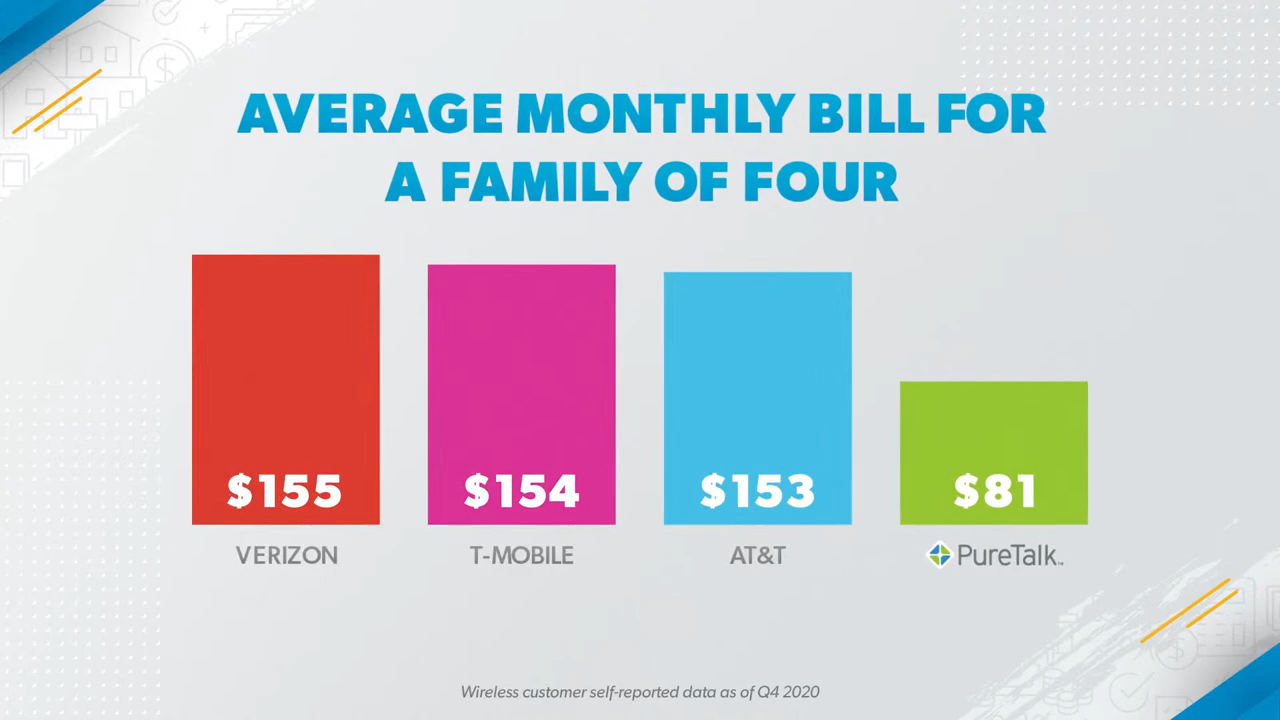 AVERAGE MONTHLY BILL FOR
A FAMILY OF FOUR
$155 $154 $153 $81
VERIZON T-MOBILE AT&T PureTalk™
Wireless customer self-reported data as of Q4 2020